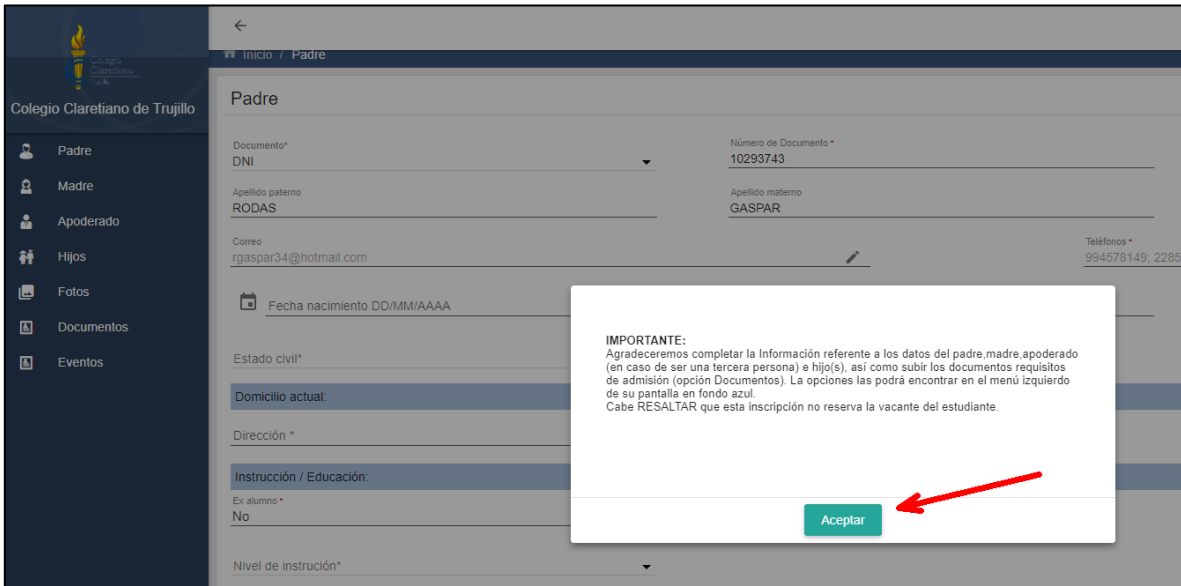 Colegio
Claretiano
Colegio Claretiano de Trujillo
Padre
Madre
Apoderado
Hijos
Fotos
Documentos
Eventos
Inicio / Padre
Padre
Documento*
DNI
Número de Documento *
10293743
Apellido paterno
RODAS
Apellido materno
GASPAR
Correo
rgaspar34@hotmail.com
Teléfonos *
994578149; 2285
Fecha nacimiento DD/MM/AAAA
Estado civil*
Domicilio actual:
Dirección *
Instrucción / Educación:
Ex alumno *
No
Nivel de instrución*
IMPORTANTE:
Agradeceremos completar la Información referente a los datos del padre,madre,apoderado
(en caso de ser una tercera persona) e hijo(s), así como subir los documentos requisitos
de admisión (opción Documentos). La opciones las podrá encontrar en el menú izquierdo
de su pantalla en fondo azul.
Cabe RESALTAR que esta inscripción no reserva la vacante del estudiante.
Aceptar